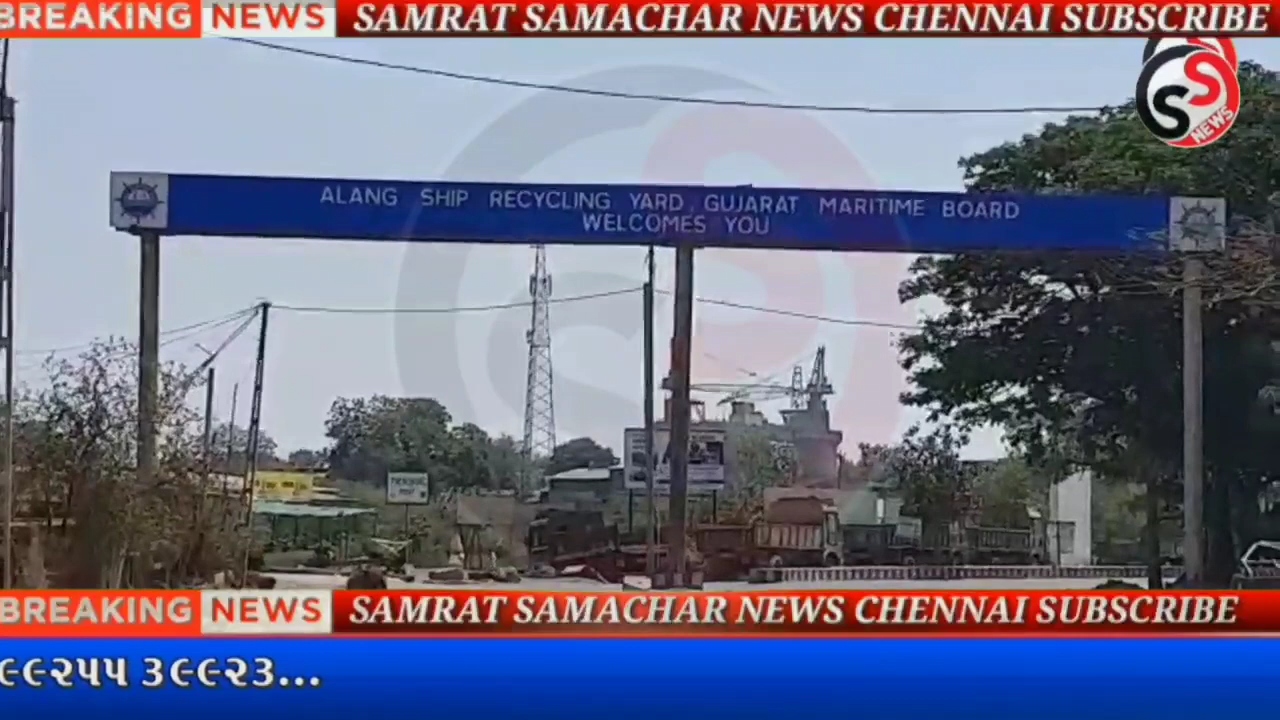 BREAKING NEWS SAMRAT SAMACHAR NEWS CHENNAI SUBSCRIBE
SS NEWS
ALANG SHIP RECYCLING YARD, GUJARAT MARITIME BOARD
WELCOMES YOU
BREAKING NEWS SAMRAT SAMACHAR NEWS CHENNAI SUBSCRIBE
૯૯૨૫૫ ૩૯૯૨૩...